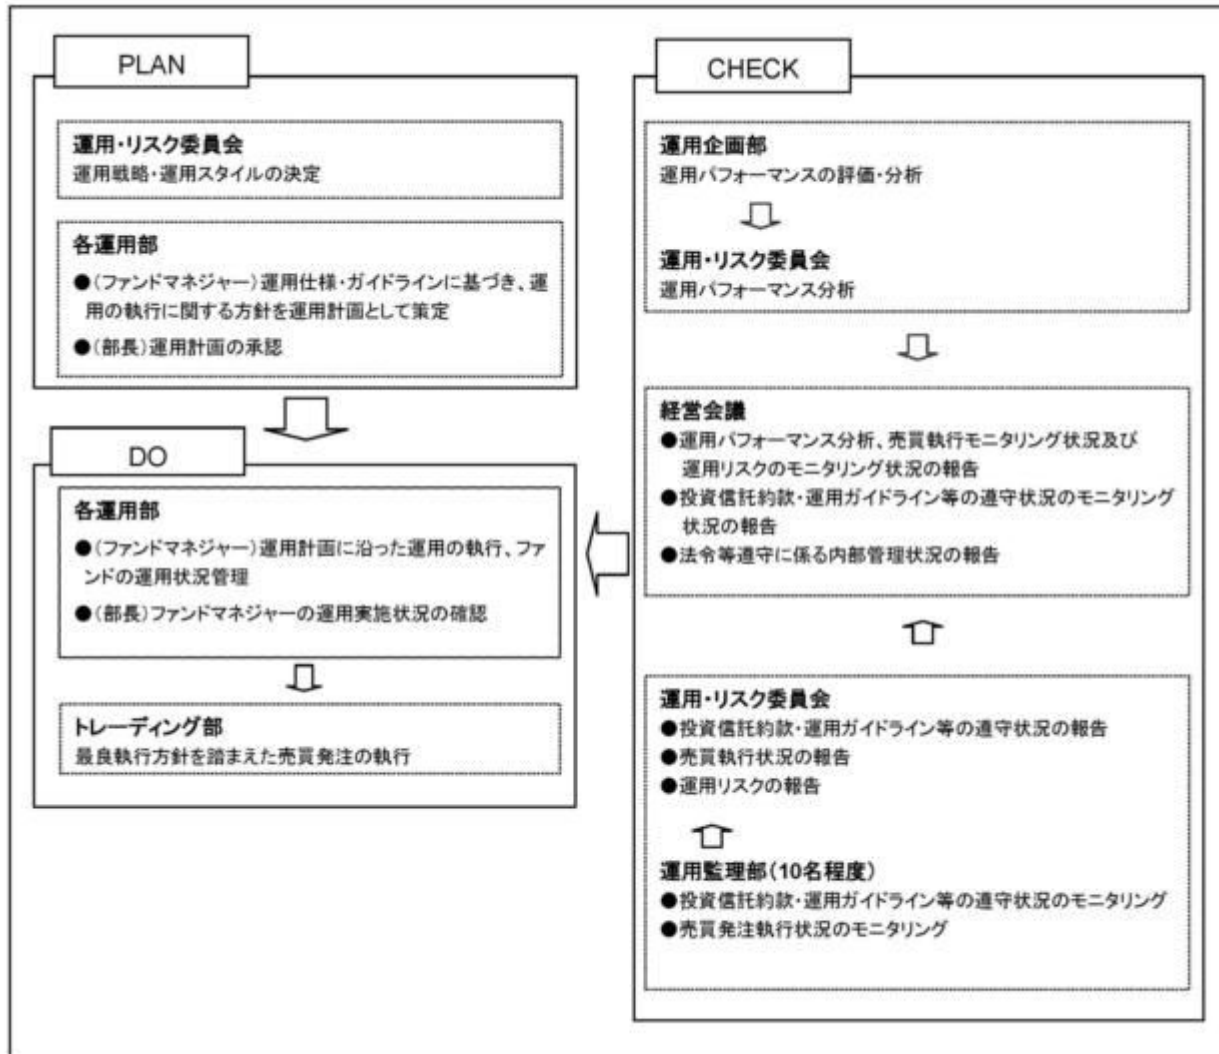 PLAN
運用・リスク委員会
運用戦略・運用スタイルの決定
各運用部
●(ファンドマネジャー)運用仕様・ガイドラインに基づき、運
用の執行に関する方針を運用計画として策定
●(部長)運用計画の承認
DO
各運用部
●(ファンドマネジャー)運用計画に沿った運用の執行、ファ
ンドの運用状況管理
●(部長)ファンドマネジャーの運用実施状況の確認
トレーディング部
最良執行方針を踏まえた売買発注の執行
CHECK
運用企画部
運用パフォーマンスの評価・分析
運用・リスク委員会
運用パフォーマンス分析
経営会議
●運用パフォーマンス分析、売買執行モニタリング状況及び
運用リスクのモニタリング状況の報告
●投資信託約款・運用ガイドライン等の遵守状況のモニタリング
状況の報告
●法令等遵守に係る内部管理状況の報告
運用・リスク委員会
●投資信託約款・運用ガイドライン等の遵守状況の報告
●売買執行状況の報告
●運用リスクの報告
運用監理部(10名程度)
●投資信託約款・運用ガイドライン等の遵守状況のモニタリング
●売買発注執行状況のモニタリング